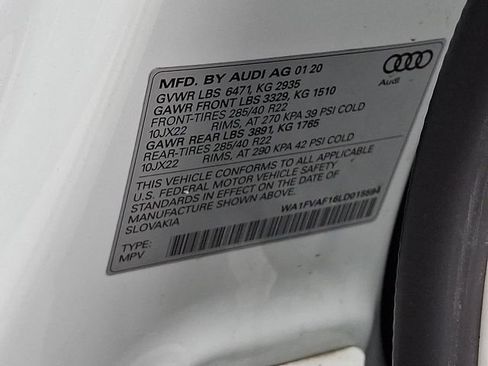 MFD. BY AUDI AG 01 20
GVWR LBS 6471, KG 2935
GAWR FRONT LBS 3329, KG 1510
FRONT-TIRES 285/40 R22
10JX22 RIMS, AT 270 KPA 39 PSI COLD
GAWR REAR LBS 3891, KG 1765
REAR-TIRES 285/40 R22
10JX22 RIMS, AT 290 KPA 42 PSI COLD
THIS VEHICLE CONFORMS TO ALL APPLICABLE
U.S. FEDERAL MOTOR VEHICLE SAFETY
STANDARDS IN EFFECT ON THE DATE OF
MANUFACTURE SHOWN ABOVE.
SLOVAKIA
WA1FVAF16LD015594
TYPE:
MPV
Audi